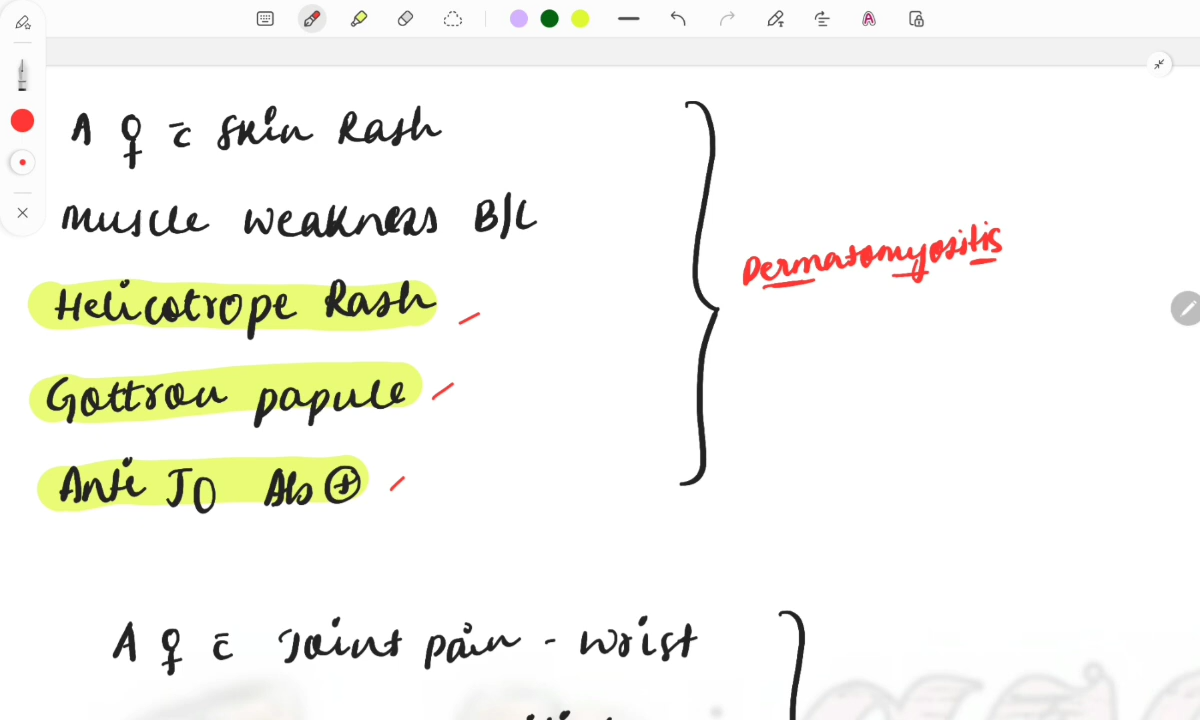 A ♀ c̄ Skin Rash
Muscle weakness B/L
Helicotrope Rash
Dermatomyositis
Gottron papule
Anti JO Ab ⊕
A ♀ c̄ Joint pain - wrist